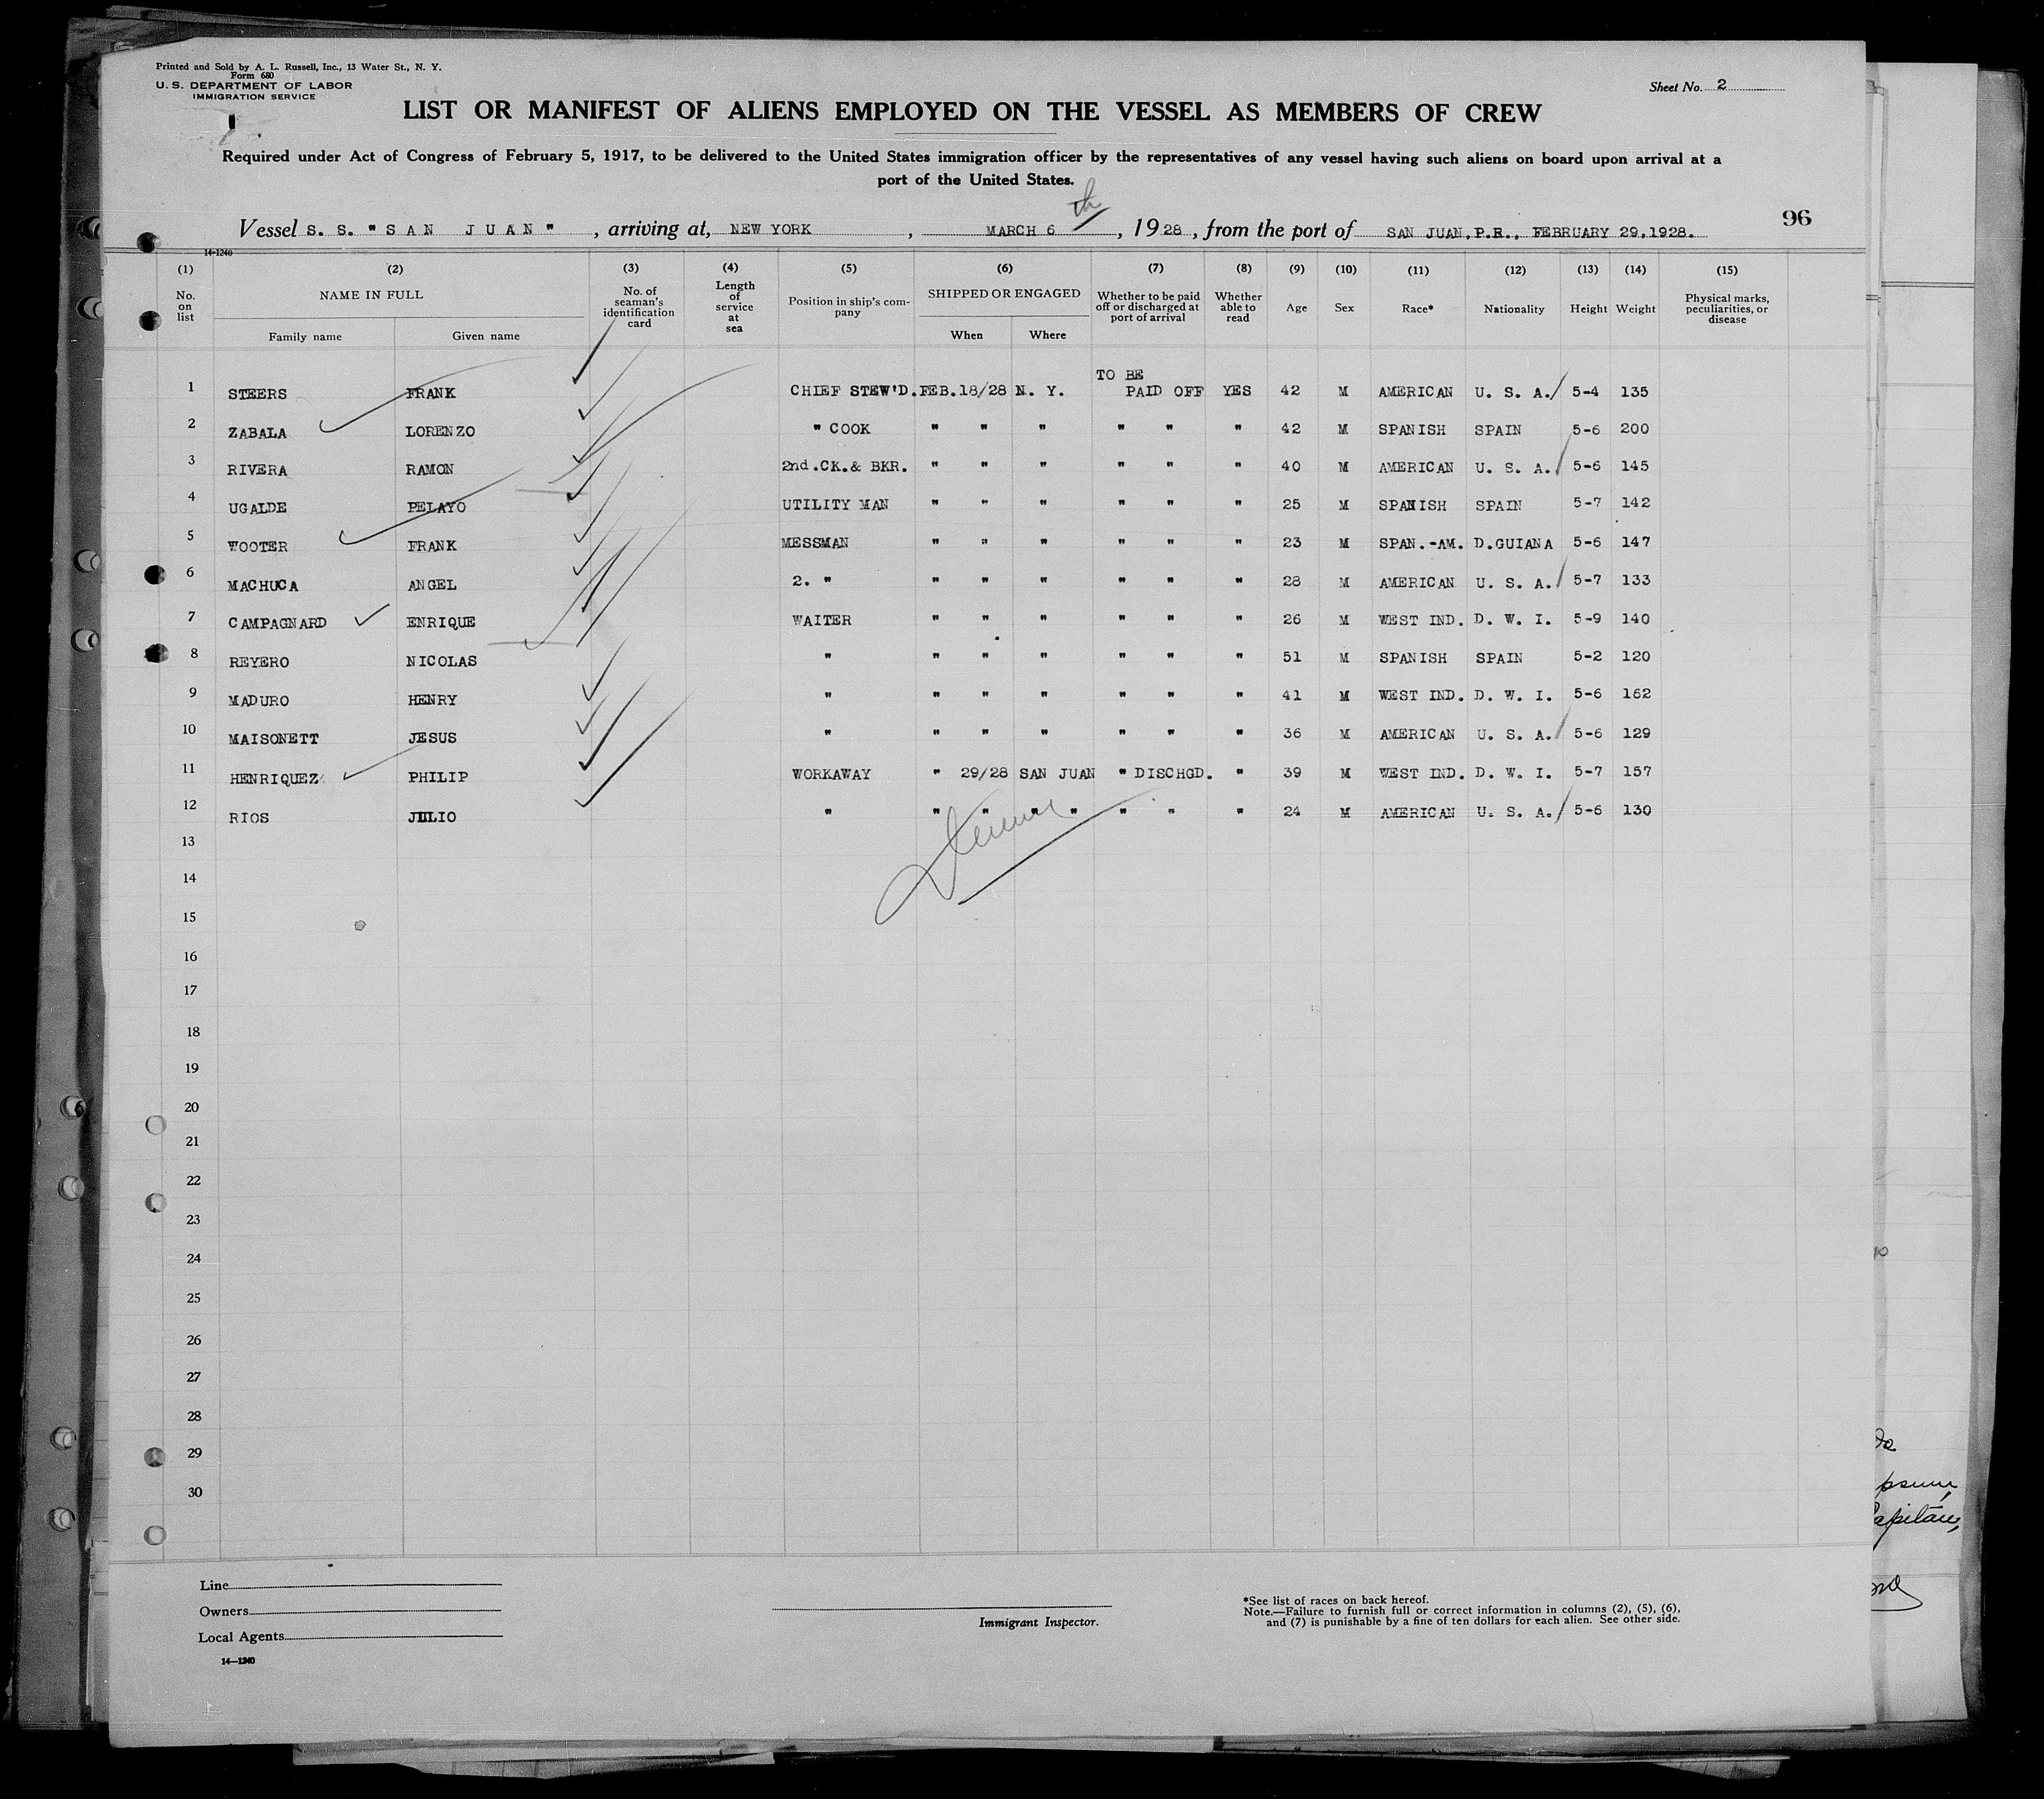 Printed and Sold by A. L. Russell, Inc., 13 Water St., N. Y.
Form 680
U. S. DEPARTMENT OF LABOR
IMMIGRATION SERVICE
Sheet No. 2
LIST OR MANIFEST OF ALIENS EMPLOYED ON THE VESSEL AS MEMBERS OF CREW
Required under Act of Congress of February 5, 1917, to be delivered to the United States immigration officer by the representatives of any vessel having such aliens on board upon arrival at a
port of the United States.
96
Vessel S. S. "SAN JUAN", arriving at, NEW YORK, MARCH 6th, 1928, from the port of SAN JUAN, P.R., FEBRUARY 29, 1928.
14-1240
(1) (2) (3) (4) (5) (6) (7) (8) (9) (10) (11) (12) (13) (14) (15)
No. on list NAME IN FULL No. of seaman's identification card Length of service at sea Position in ship's company SHIPPED OR ENGAGED Whether to be paid off or discharged at port of arrival Whether able to read Age Sex Race* Nationality Height Weight Physical marks, peculiarities, or disease
Family name Given name When Where
TO BE
1 STEERS FRANK CHIEF STEW'D. FEB.18/28 N. Y. PAID OFF YES 42 M AMERICAN U. S. A./ 5-4 135
2 ZABALA LORENZO " COOK " " " " " " 42 M SPANISH SPAIN 5-6 200
3 RIVERA RAMON 2nd.CK.& BKR. " " " " " " 40 M AMERICAN U. S. A./ 5-6 145
4 UGALDE PELAYO UTILITY MAN " " " " " " 25 M SPANISH SPAIN 5-7 142
5 WOOTER FRANK MESSMAN " " " " " " 23 M SPAN.-AM. D.GUIANA 5-6 147
6 MACHUCA ANGEL 2. " " " " " " " 28 M AMERICAN U. S. A./ 5-7 133
7 CAMPAGNARD ENRIQUE WAITER " " " " " " 26 M WEST IND. D. W. I. 5-9 140
8 REYERO NICOLAS " " " " " " " 51 M SPANISH SPAIN 5-2 120
9 MADURO HENRY " " " " " " " 41 M WEST IND. D. W. I. 5-6 162
10 MAISONETT JESUS " " " " " " " 36 M AMERICAN U. S. A./ 5-6 129
11 HENRIQUEZ PHILIP WORKAWAY " 29/28 SAN JUAN " DISCHGD. " 39 M WEST IND. D. W. I. 5-7 157
12 RIOS JULIO " " " " " " " " 24 M AMERICAN U. S. A./ 5-6 130
13
14
15
16
17
18
19
20
21
22
23
24
25
26
27
28
29
30
Line
Owners
Local Agents
14—1240
Immigrant Inspector.
*See list of races on back hereof.
Note.—Failure to furnish full or correct information in columns (2), (5), (6),
and (7) is punishable by a fine of ten dollars for each alien. See other side.